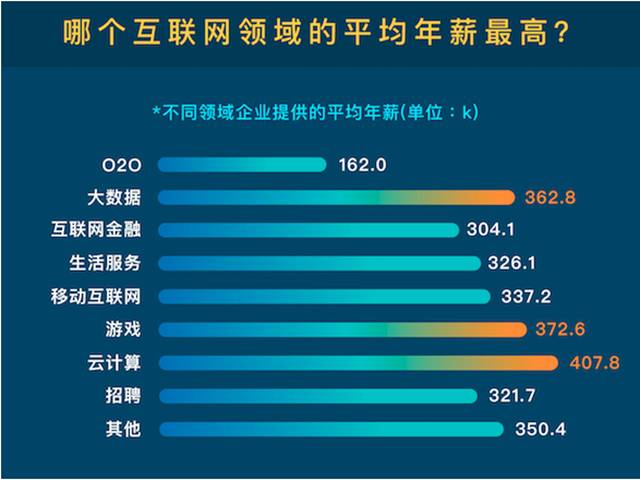 哪个互联网领域的平均年薪最高?
*不同领域企业提供的平均年薪(单位：k)
O2O 162.0
大数据 362.8
互联网金融 304.1
生活服务 326.1
移动互联网 337.2
游戏 372.6
云计算 407.8
招聘 321.7
其他 350.4